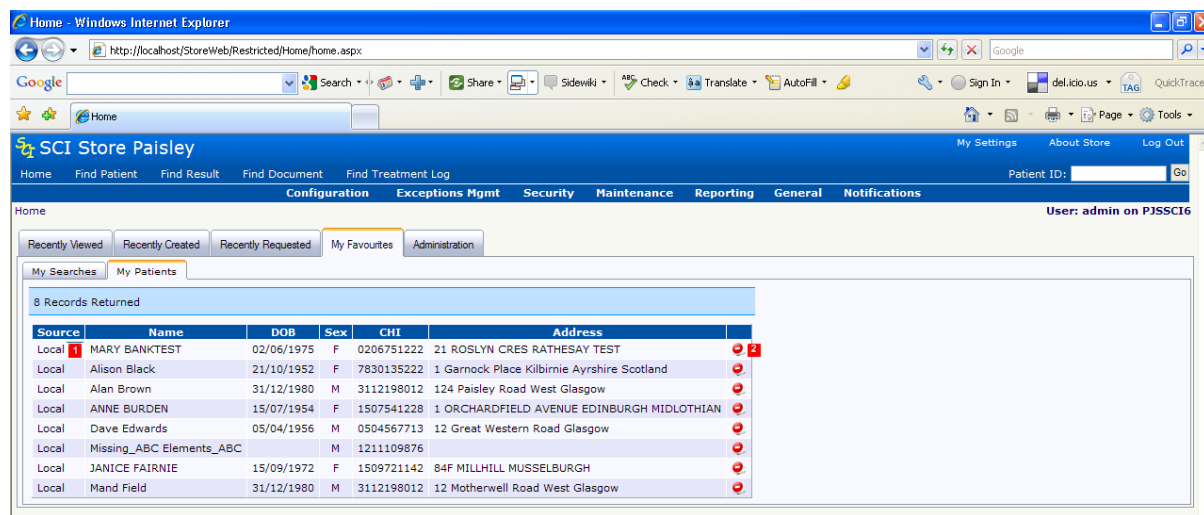 Home - Windows Internet Explorer
http://localhost/StoreWeb/Restricted/Home/home.aspx Google
Google Search Share Sidewiki ABC Check Translate AutoFill Sign In del.icio.us TAG QuickTrace
Home Page Tools
SCI Store Paisley My Settings About Store Log Out
Home Find Patient Find Result Find Document Find Treatment Log Patient ID: Go
Configuration Exceptions Mgmt Security Maintenance Reporting General Notifications
Home User: admin on PJSSCI6
Recently Viewed Recently Created Recently Requested My Favourites Administration
My Searches My Patients
8 Records Returned
Source Name DOB Sex CHI Address
Local 1 MARY BANKTEST 02/06/1975 F 0206751222 21 ROSLYN CRES RATHESAY TEST 2
Local Alison Black 21/10/1952 F 7830135222 1 Garnock Place Kilbirnie Ayrshire Scotland
Local Alan Brown 31/12/1980 M 3112198012 124 Paisley Road West Glasgow
Local ANNE BURDEN 15/07/1954 F 1507541228 1 ORCHARDFIELD AVENUE EDINBURGH MIDLOTHIAN
Local Dave Edwards 05/04/1956 M 0504567713 12 Great Western Road Glasgow
Local Missing_ABC Elements_ABC M 1211109876
Local JANICE FAIRNIE 15/09/1972 F 1509721142 84F MILLHILL MUSSELBURGH
Local Mand Field 31/12/1980 M 3112198012 12 Motherwell Road West Glasgow